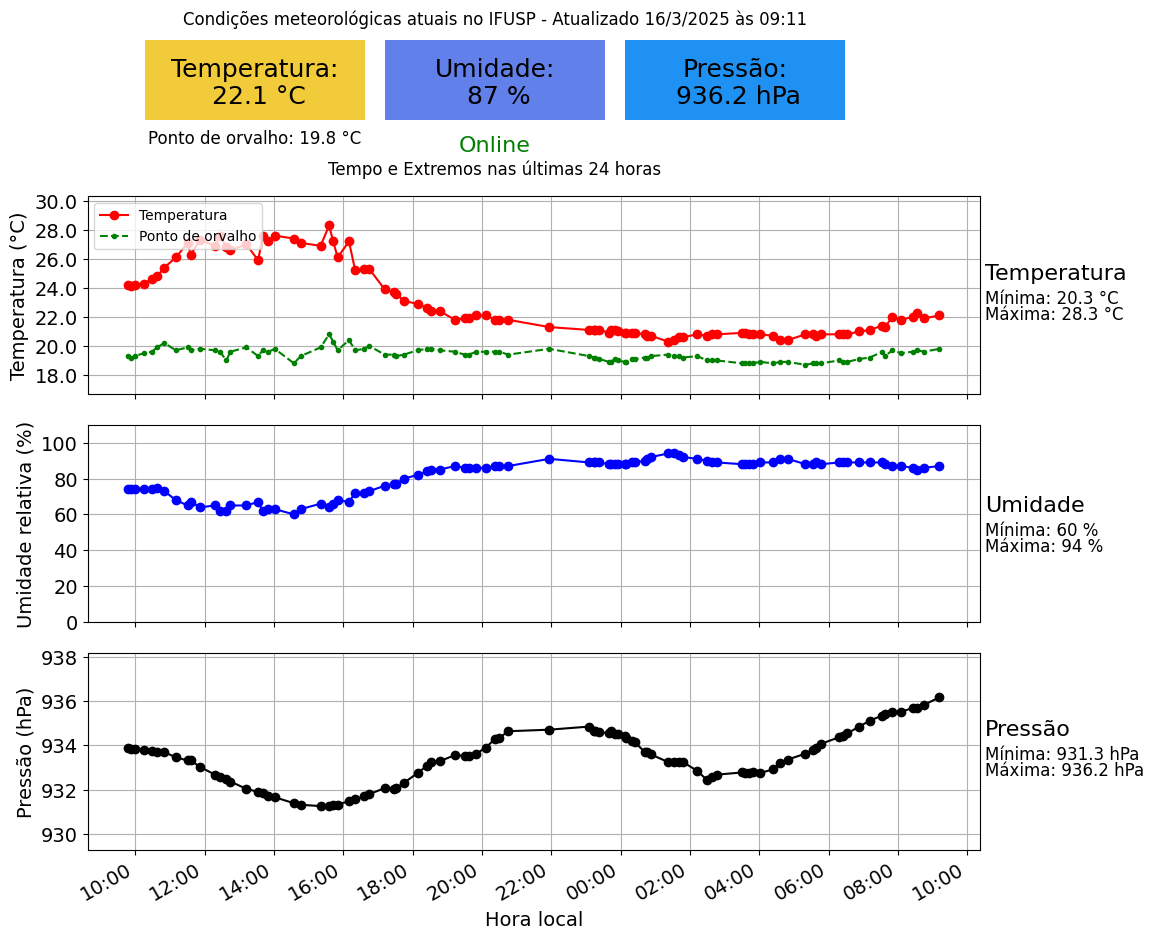 Condições meteorológicas atuais no IFUSP - Atualizado 16/3/2025 às 09:11
Temperatura:
22.1 °C
Umidade:
87 %
Pressão:
936.2 hPa
Ponto de orvalho: 19.8 °C
Online
Tempo e Extremos nas últimas 24 horas
Temperatura (°C)
30.0
28.0
26.0
24.0
22.0
20.0
18.0
Temperatura
Ponto de orvalho
Temperatura
Mínima: 20.3 °C
Máxima: 28.3 °C
Umidade relativa (%)
100
80
60
40
20
0
Umidade
Mínima: 60 %
Máxima: 94 %
Pressão (hPa)
938
936
934
932
930
Pressão
Mínima: 931.3 hPa
Máxima: 936.2 hPa
10:00 12:00 14:00 16:00 18:00 20:00 22:00 00:00 02:00 04:00 06:00 08:00 10:00
Hora local